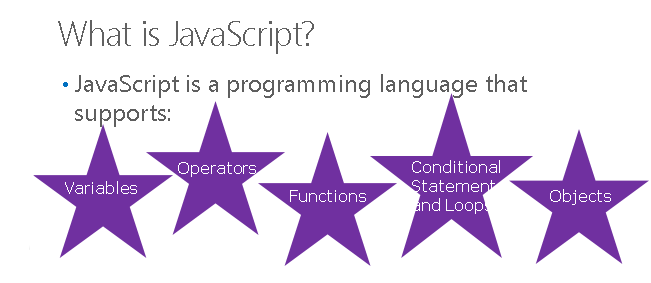 What is JavaScript?
• JavaScript is a programming language that
supports:
Variables
Operators
Functions
Conditional
Statement
and Loops
Objects